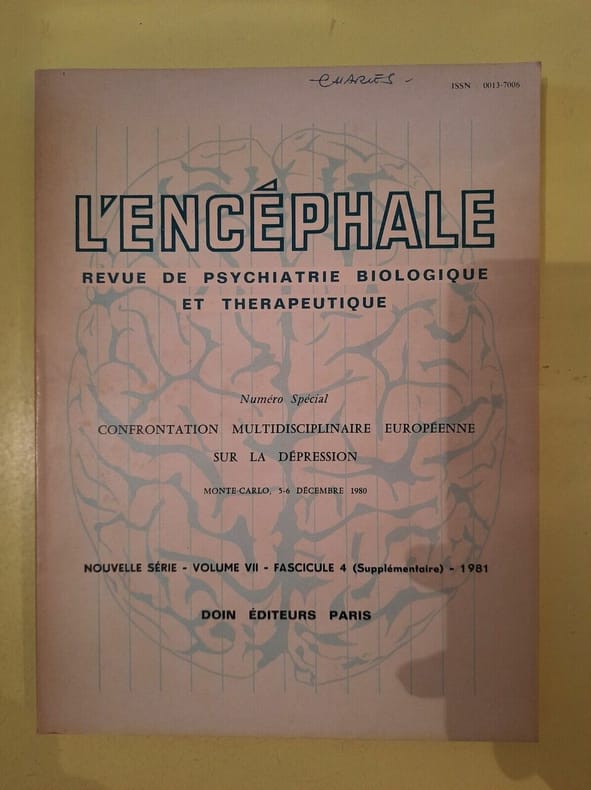 CHARLES
ISSN 0013-7006
L'ENCÉPHALE
REVUE DE PSYCHIATRIE BIOLOGIQUE
ET THERAPEUTIQUE
Numéro Spécial
CONFRONTATION MULTIDISCIPLINAIRE EUROPÉENNE
SUR LA DÉPRESSION
MONTE-CARLO, 5-6 DÉCEMBRE 1980
NOUVELLE SÉRIE - VOLUME VII - FASCICULE 4 (Supplémentaire) - 1981
DOIN ÉDITEURS PARIS